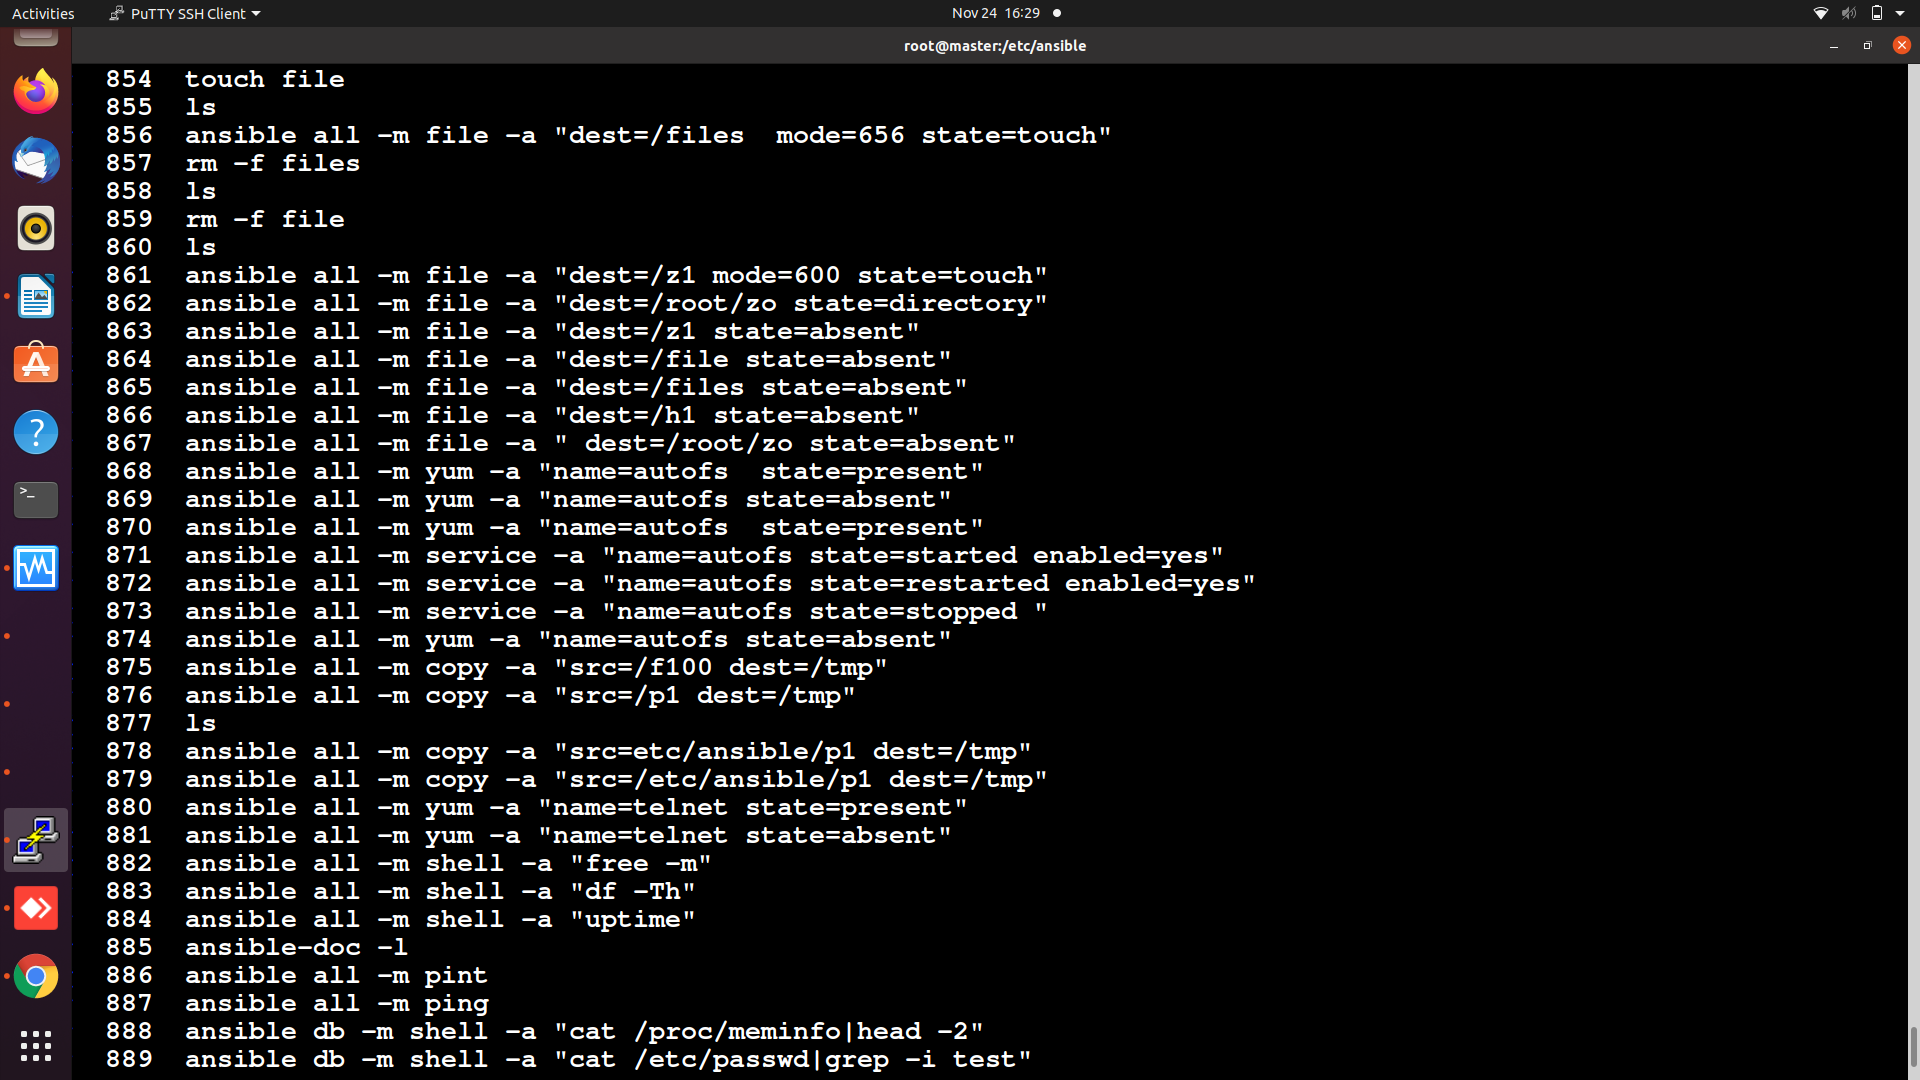 Activities PuTTY SSH Client Nov 24 16:29
root@master:/etc/ansible
854 touch file
855 ls
856 ansible all -m file -a "dest=/files  mode=656 state=touch"
857 rm -f files
858 ls
859 rm -f file
860 ls
861 ansible all -m file -a "dest=/z1 mode=600 state=touch"
862 ansible all -m file -a "dest=/root/zo state=directory"
863 ansible all -m file -a "dest=/z1 state=absent"
864 ansible all -m file -a "dest=/file state=absent"
865 ansible all -m file -a "dest=/files state=absent"
866 ansible all -m file -a "dest=/h1 state=absent"
867 ansible all -m file -a " dest=/root/zo state=absent"
868 ansible all -m yum -a "name=autofs  state=present"
869 ansible all -m yum -a "name=autofs state=absent"
870 ansible all -m yum -a "name=autofs  state=present"
871 ansible all -m service -a "name=autofs state=started enabled=yes"
872 ansible all -m service -a "name=autofs state=restarted enabled=yes"
873 ansible all -m service -a "name=autofs state=stopped "
874 ansible all -m yum -a "name=autofs state=absent"
875 ansible all -m copy -a "src=/f100 dest=/tmp"
876 ansible all -m copy -a "src=/p1 dest=/tmp"
877 ls
878 ansible all -m copy -a "src=etc/ansible/p1 dest=/tmp"
879 ansible all -m copy -a "src=/etc/ansible/p1 dest=/tmp"
880 ansible all -m yum -a "name=telnet state=present"
881 ansible all -m yum -a "name=telnet state=absent"
882 ansible all -m shell -a "free -m"
883 ansible all -m shell -a "df -Th"
884 ansible all -m shell -a "uptime"
885 ansible-doc -l
886 ansible all -m pint
887 ansible all -m ping
888 ansible db -m shell -a "cat /proc/meminfo|head -2"
889 ansible db -m shell -a "cat /etc/passwd|grep -i test"